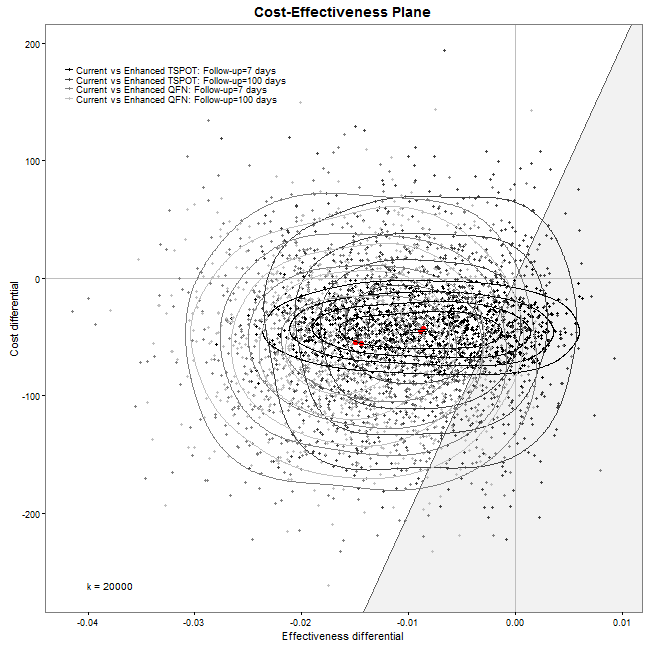 Cost-Effectiveness Plane
200
100
0
-100
-200
Cost differential
Current vs Enhanced TSPOT: Follow-up=7 days
Current vs Enhanced TSPOT: Follow-up=100 days
Current vs Enhanced QFN: Follow-up=7 days
Current vs Enhanced QFN: Follow-up=100 days
k = 20000
-0.04 -0.03 -0.02 -0.01 0.00 0.01
Effectiveness differential